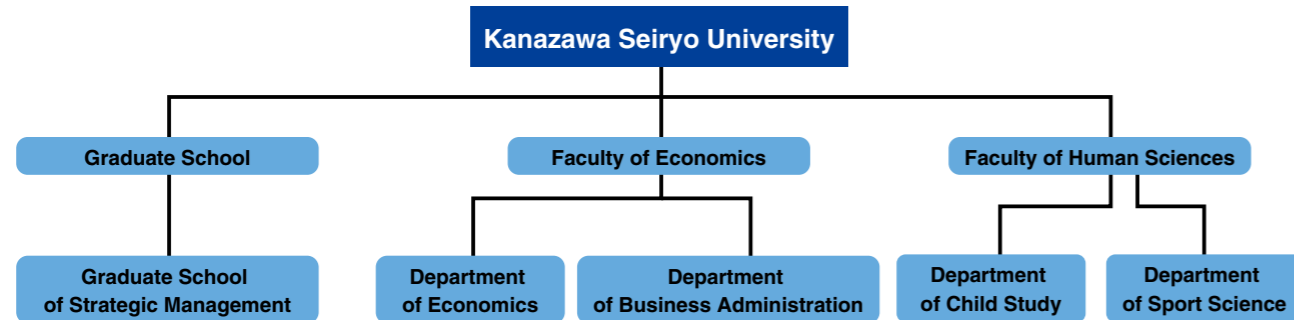 Kanazawa Seiryo University
Graduate School
Faculty of Economics
Faculty of Human Sciences
Graduate School
of Strategic Management
Department
of Economics
Department
of Business Administration
Department
of Child Study
Department
of Sport Science